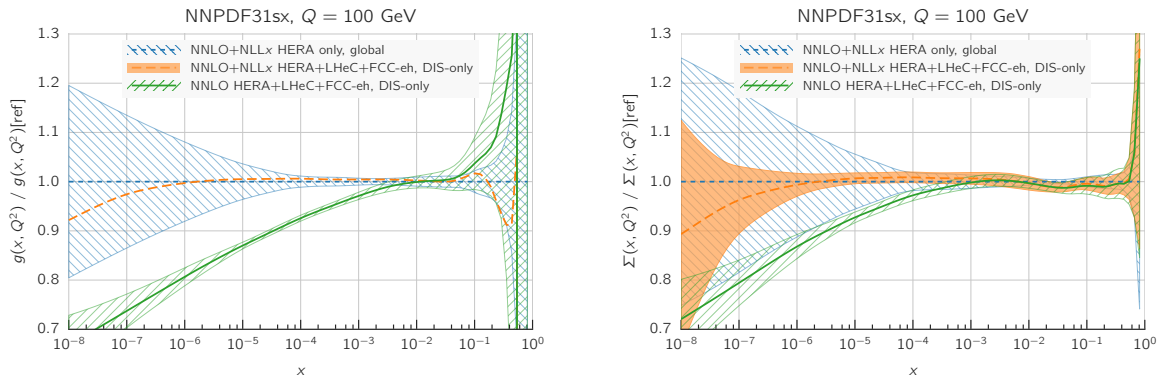 NNPDF31sx, Q = 100 GeV
NNLO+NLLx HERA only, global
NNLO+NLLx HERA+LHeC+FCC-eh, DIS-only
NNLO HERA+LHeC+FCC-eh, DIS-only
g(x, Q²) / g(x, Q²)[ref]
1.3
1.2
1.1
1.0
0.9
0.8
0.7
10⁻⁸ 10⁻⁷ 10⁻⁶ 10⁻⁵ 10⁻⁴ 10⁻³ 10⁻² 10⁻¹ 10⁰
x
NNPDF31sx, Q = 100 GeV
NNLO+NLLx HERA only, global
NNLO+NLLx HERA+LHeC+FCC-eh, DIS-only
NNLO HERA+LHeC+FCC-eh, DIS-only
Σ(x, Q²) / Σ(x, Q²)[ref]
1.3
1.2
1.1
1.0
0.9
0.8
0.7
10⁻⁸ 10⁻⁷ 10⁻⁶ 10⁻⁵ 10⁻⁴ 10⁻³ 10⁻² 10⁻¹ 10⁰
x